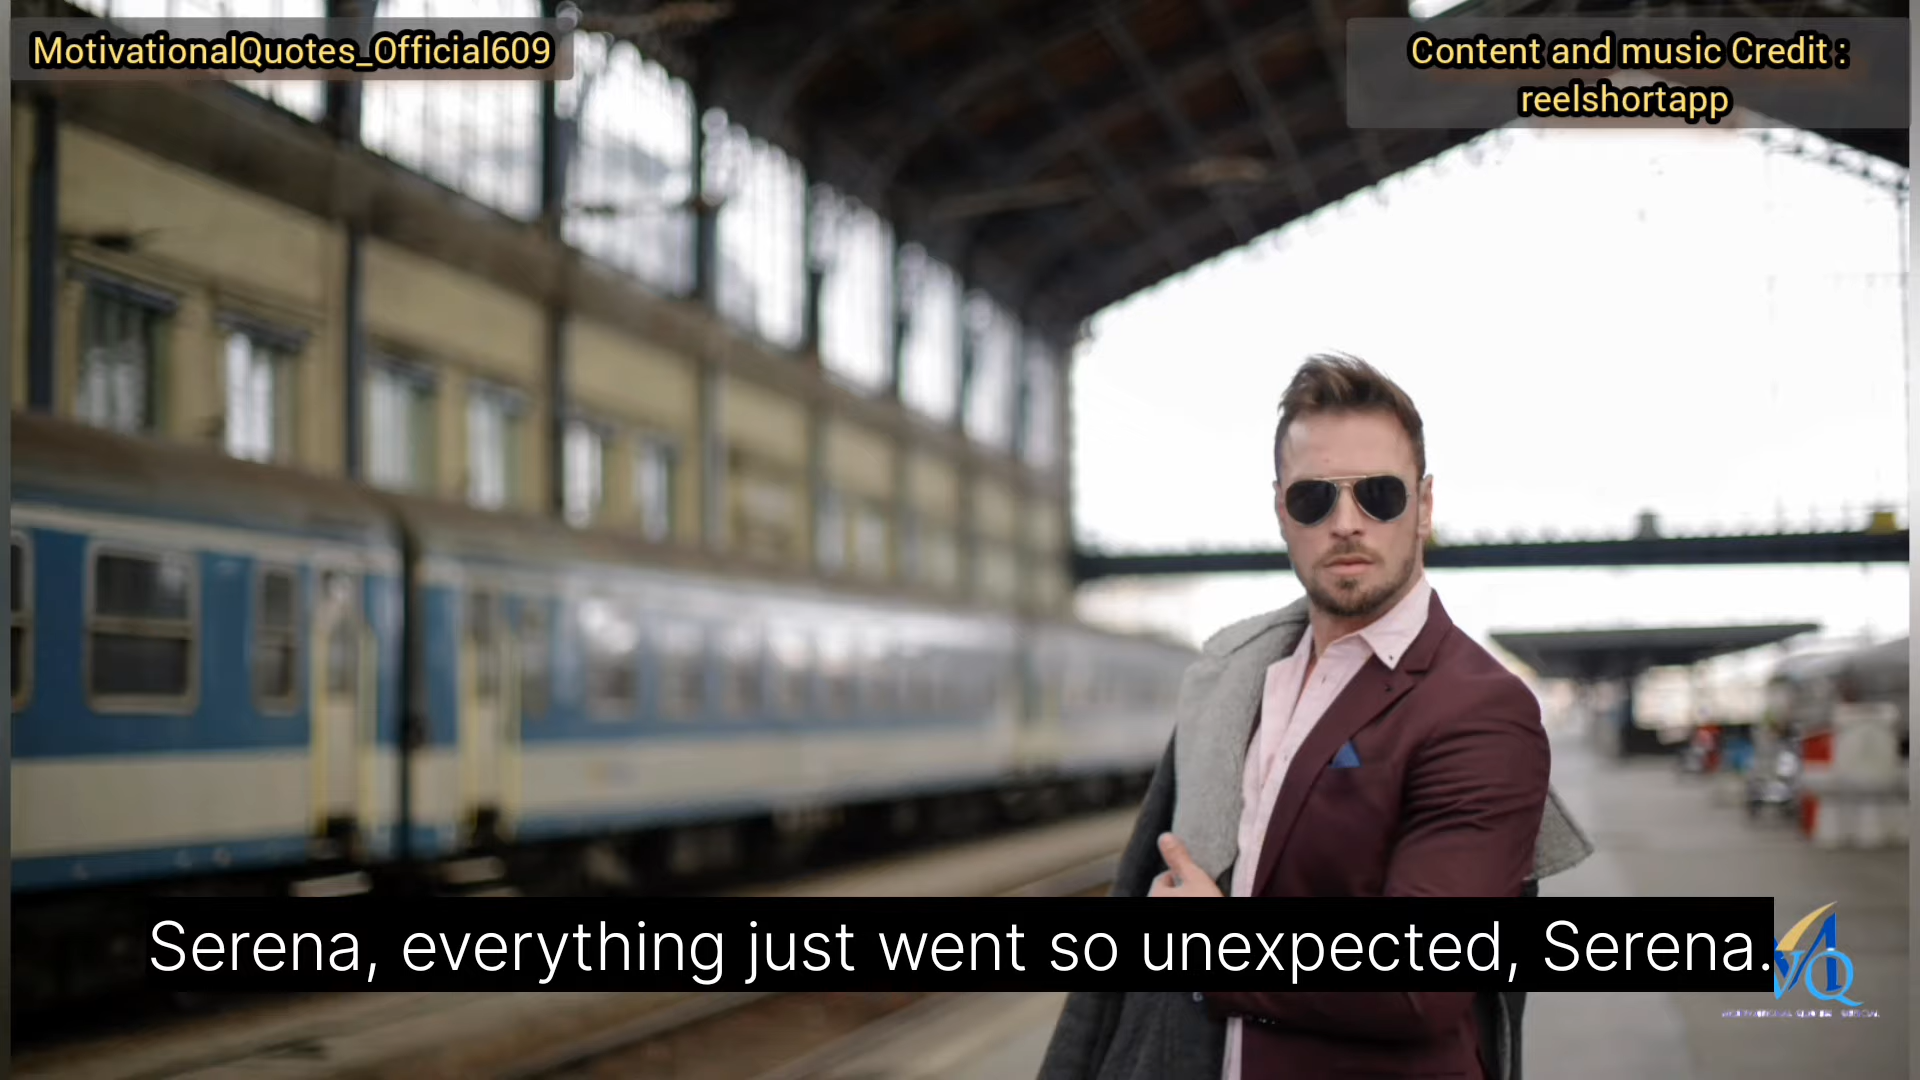 MotivationalQuotes_Official609
Content and music Credit :
reelshortapp
Serena, everything just went so unexpected, Serena.